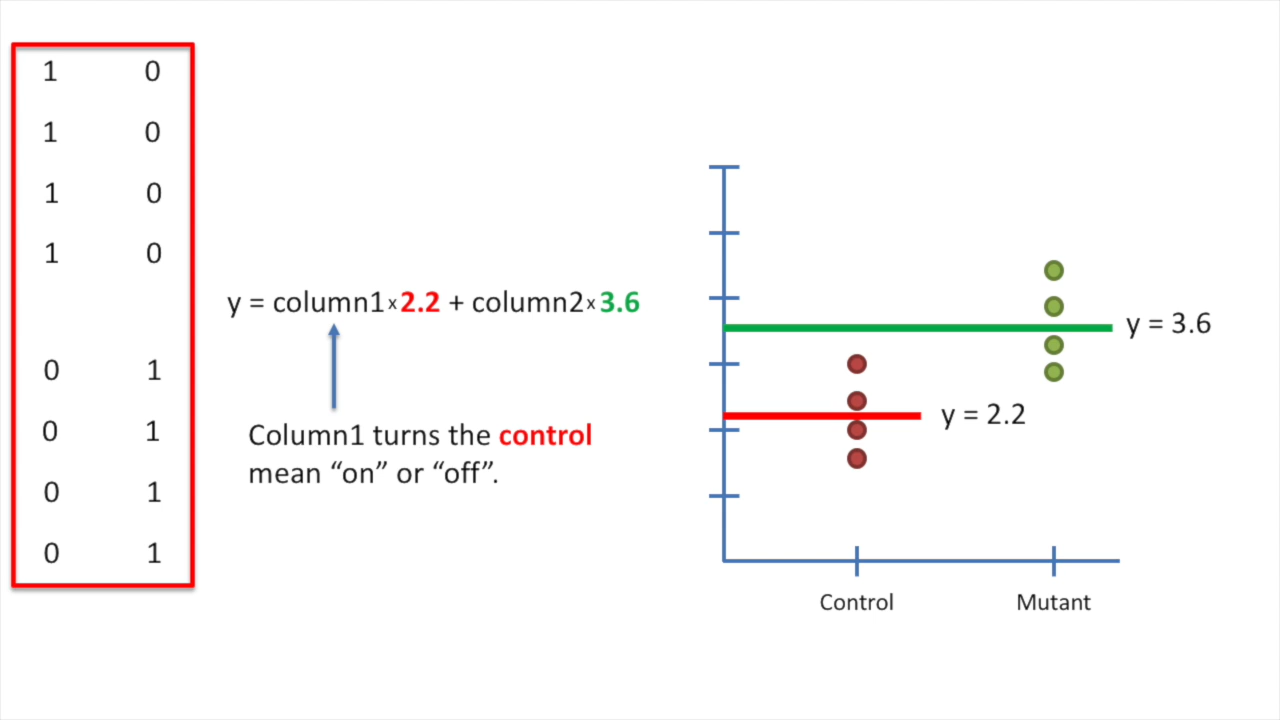 1 0
1 0
1 0
1 0
0 1
0 1
0 1
0 1
y = column1×2.2 + column2×3.6
Column1 turns the control
mean “on” or “off”.
y = 3.6
y = 2.2
Control Mutant